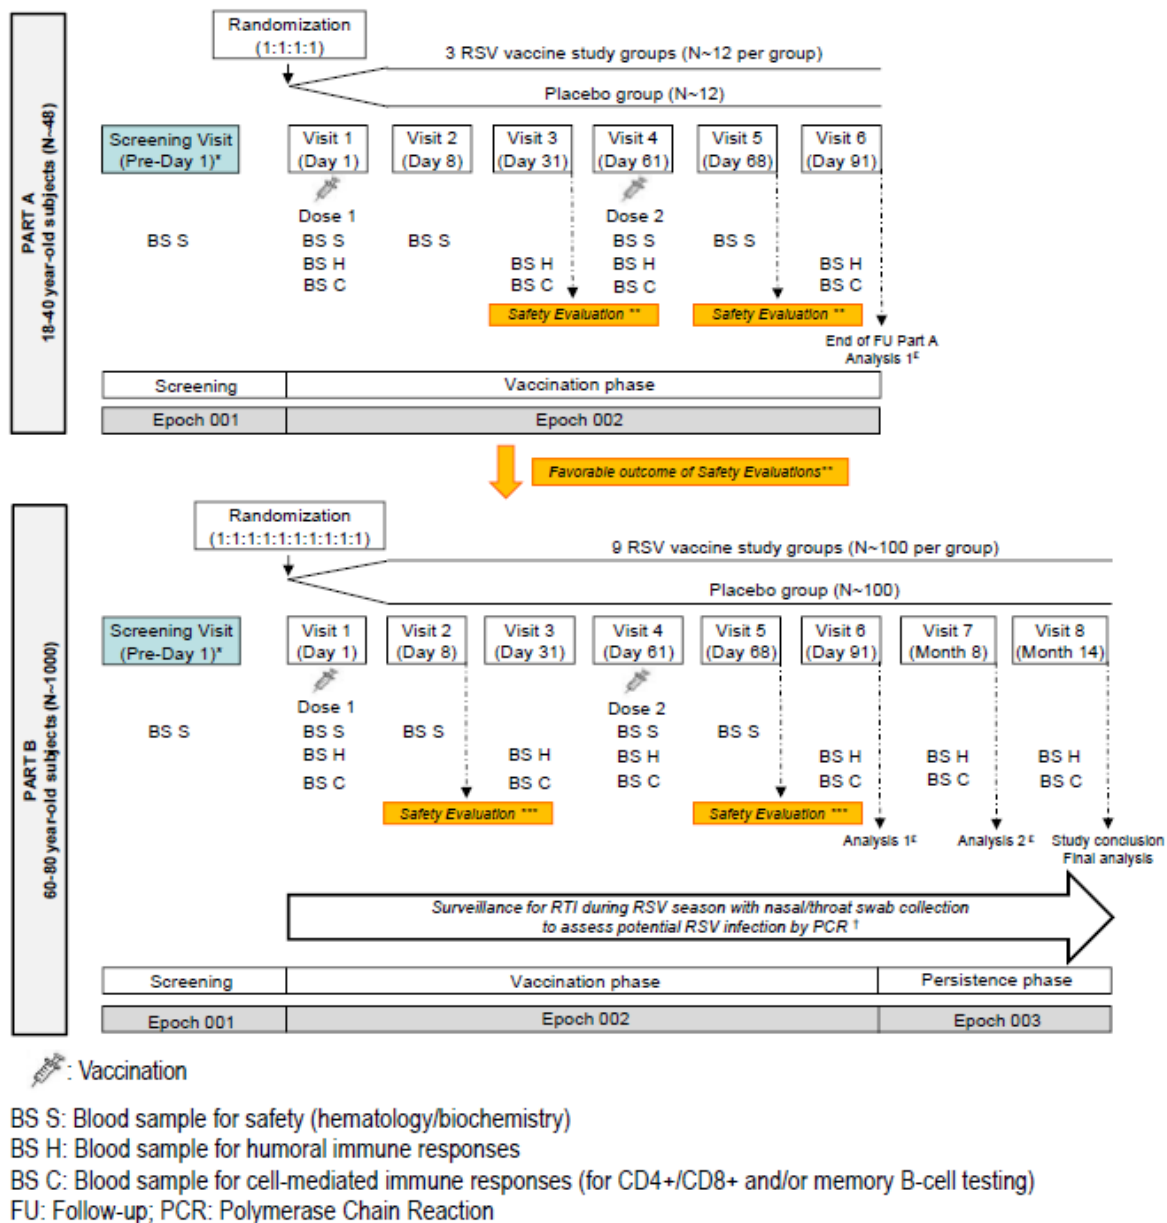 Randomization
(1:1:1:1)
3 RSV vaccine study groups (N~12 per group)
Placebo group (N~12)
PART A
18-40 year-old subjects (N~48)
Screening Visit
(Pre-Day 1)*
Visit 1
(Day 1)
Visit 2
(Day 8)
Visit 3
(Day 31)
Visit 4
(Day 61)
Visit 5
(Day 68)
Visit 6
(Day 91)
Dose 1
Dose 2
BS S
BS S
BS S
BS S
BS S
BS H
BS H
BS H
BS H
BS C
BS C
BS C
BS C
Safety Evaluation **
Safety Evaluation **
End of FU Part A
Analysis 1£
Screening
Vaccination phase
Epoch 001
Epoch 002
Favorable outcome of Safety Evaluations**
Randomization
(1:1:1:1:1:1:1:1:1:1)
9 RSV vaccine study groups (N~100 per group)
Placebo group (N~100)
PART B
60-80 year-old subjects (N~1000)
Screening Visit
(Pre-Day 1)*
Visit 1
(Day 1)
Visit 2
(Day 8)
Visit 3
(Day 31)
Visit 4
(Day 61)
Visit 5
(Day 68)
Visit 6
(Day 91)
Visit 7
(Month 8)
Visit 8
(Month 14)
Dose 1
Dose 2
BS S
BS S
BS S
BS S
BS S
BS H
BS H
BS H
BS H
BS H
BS H
BS C
BS C
BS C
BS C
BS C
BS C
Safety Evaluation ***
Safety Evaluation ***
Analysis 1£
Analysis 2 £
Study conclusion
Final analysis
Surveillance for RTI during RSV season with nasal/throat swab collection
to assess potential RSV infection by PCR †
Screening
Vaccination phase
Persistence phase
Epoch 001
Epoch 002
Epoch 003
: Vaccination
BS S: Blood sample for safety (hematology/biochemistry)
BS H: Blood sample for humoral immune responses
BS C: Blood sample for cell-mediated immune responses (for CD4+/CD8+ and/or memory B-cell testing)
FU: Follow-up; PCR: Polymerase Chain Reaction